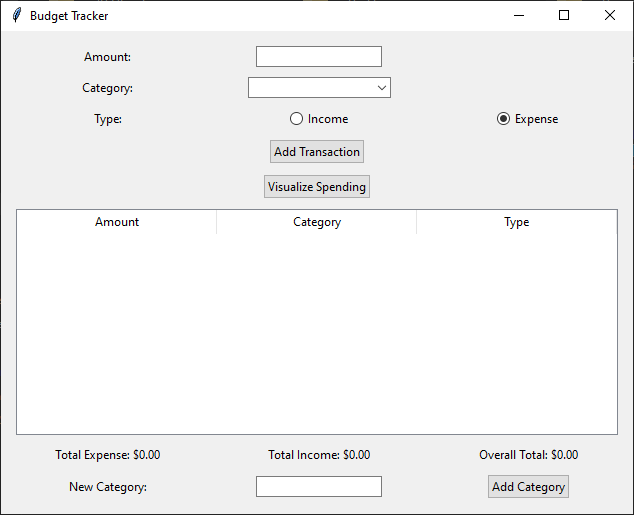 Budget Tracker
Amount:
Category:
Type: Income Expense
Add Transaction
Visualize Spending
Amount Category Type
Total Expense: $0.00 Total Income: $0.00 Overall Total: $0.00
New Category: Add Category